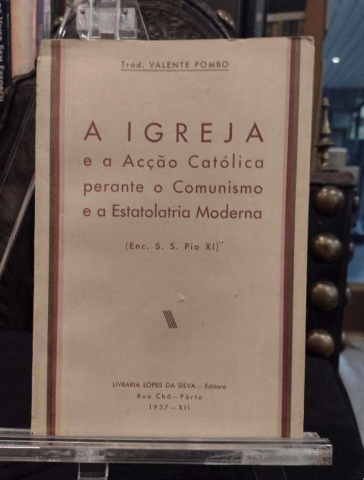 Trad. VALENTE POMBO
A IGREJA
e a Acção Católica
perante o Comunismo
e a Estatolatria Moderna
(Enc. S. S. Pio XI)
LIVRARIA LOPES DA SILVA — Editora
Rua Chã — Pôrto
1937 — XII